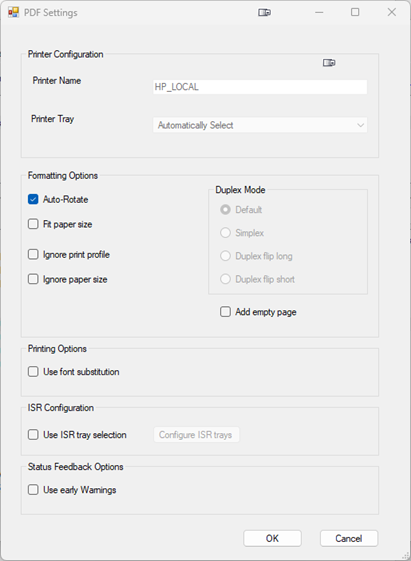 PDF Settings
Printer Configuration
Printer Name
HP_LOCAL
Printer Tray
Automatically Select
Formatting Options
Auto-Rotate
Fit paper size
Ignore print profile
Ignore paper size
Duplex Mode
Default
Simplex
Duplex flip long
Duplex flip short
Add empty page
Printing Options
Use font substitution
ISR Configuration
Use ISR tray selection
Configure ISR trays
Status Feedback Options
Use early Warnings
OK
Cancel